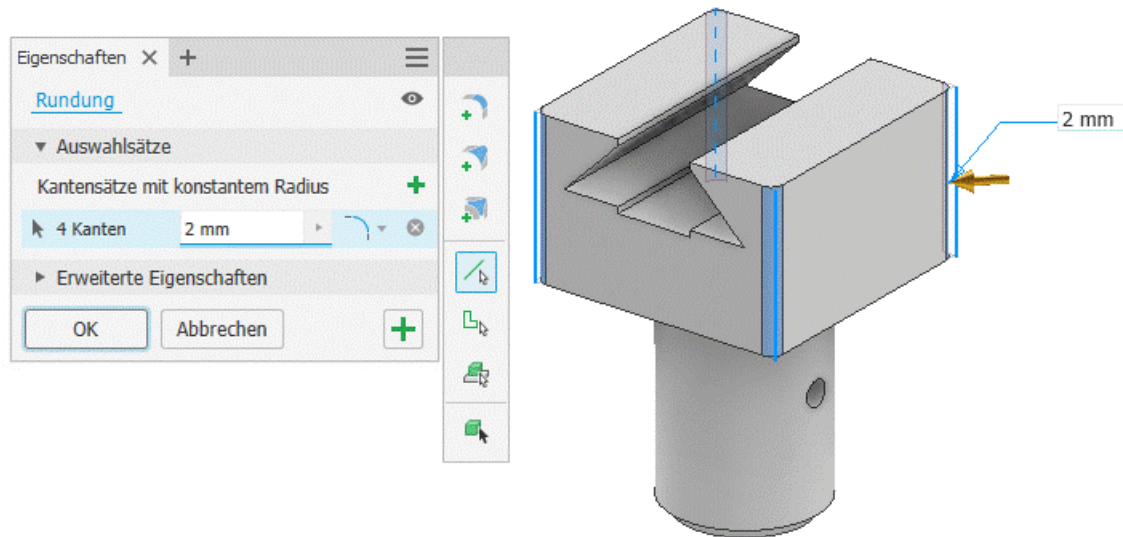 Eigenschaften
Rundung
Auswahlsätze
Kantensätze mit konstantem Radius
4 Kanten 2 mm
Erweiterte Eigenschaften
OK Abbrechen
2 mm